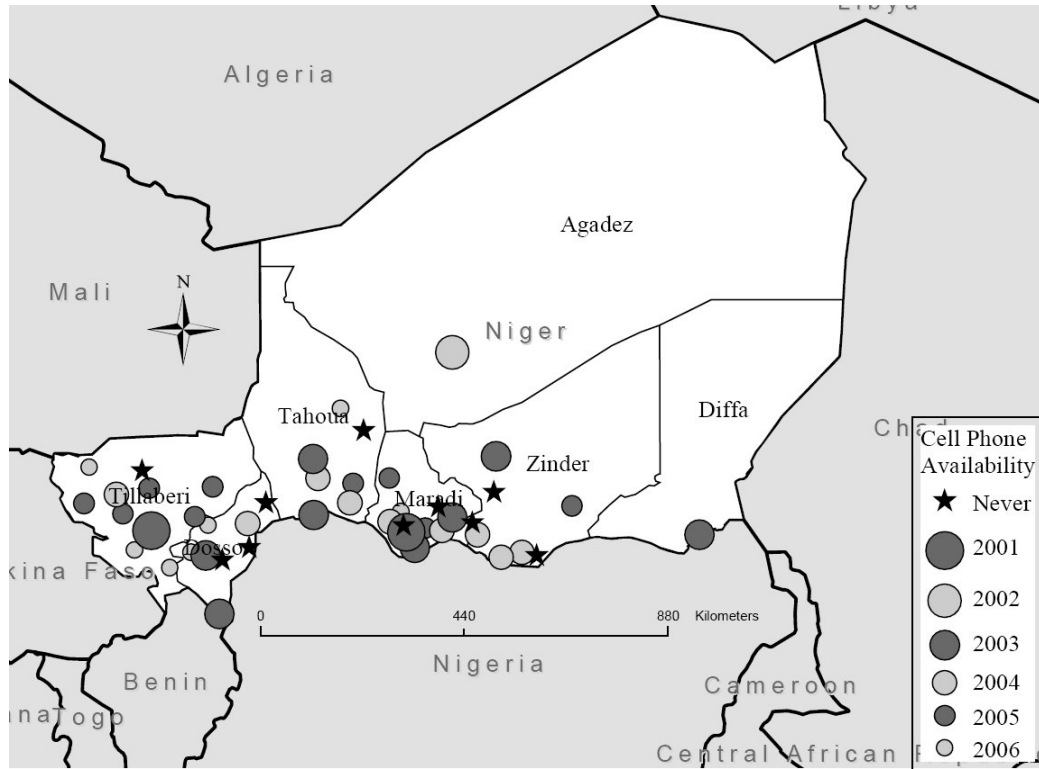 Libya
Algeria
Agadez
Mali
N
Niger
Tahoua
Diffa
Chad
Zinder
Tillaberi
Maradi
Dosso
kina Faso
0 440 880 Kilometers
Nigeria
Benin
Cameroon
ana Togo
Central African
Cell Phone
Availability
Never
2001
2002
2003
2004
2005
2006